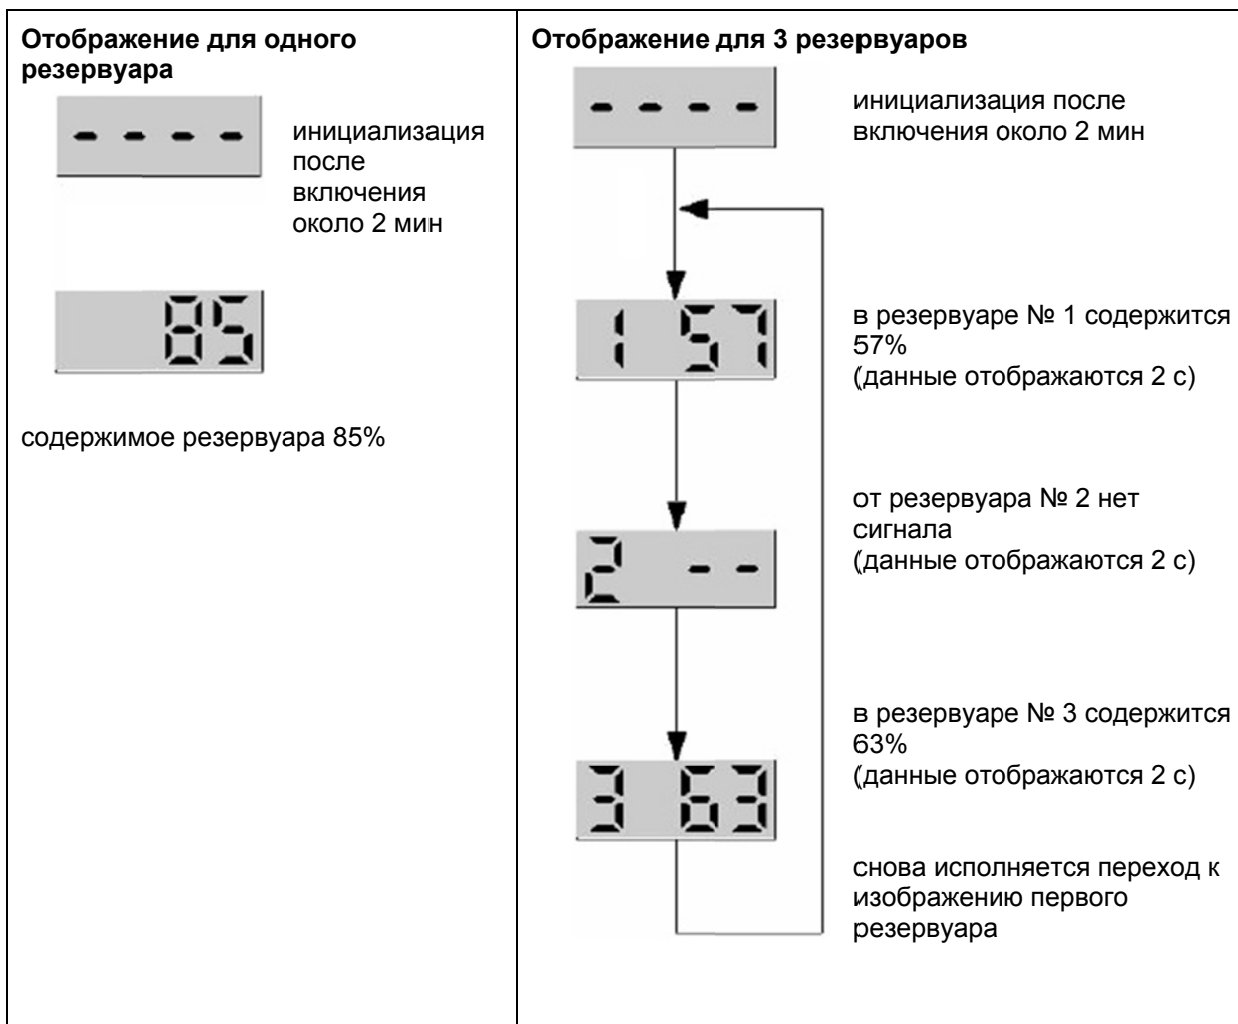 Отображение для одного
резервуара
- - - -
инициализация
после
включения
около 2 мин
85
содержимое резервуара 85%
Отображение для 3 резервуаров
- - - -
инициализация после
включения около 2 мин
1 57
в резервуаре № 1 содержится
57%
(данные отображаются 2 с)
2 - -
от резервуара № 2 нет
сигнала
(данные отображаются 2 с)
3 63
в резервуаре № 3 содержится
63%
(данные отображаются 2 с)
снова исполняется переход к
изображению первого
резервуара